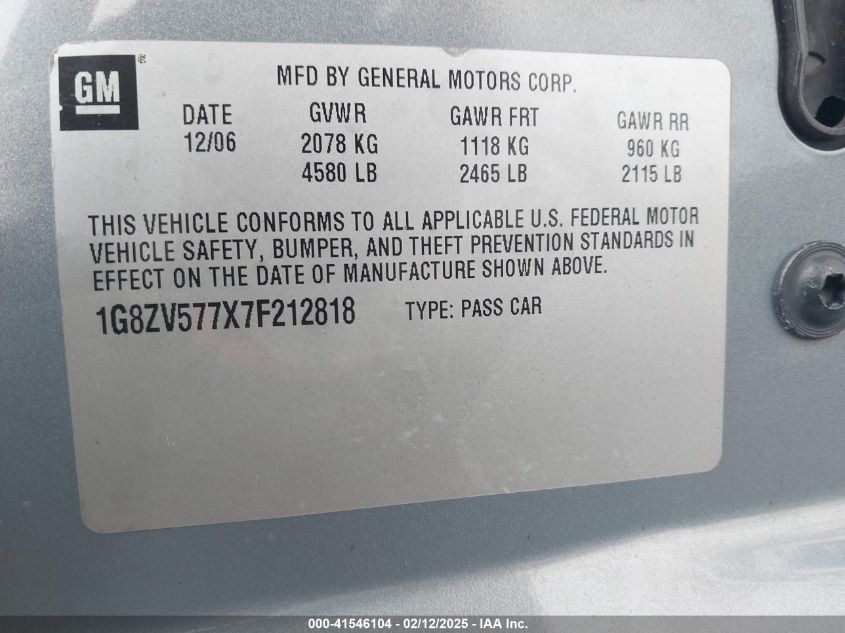 GM®
MFD BY GENERAL MOTORS CORP.
DATE GVWR GAWR FRT GAWR RR
12/06 2078 KG 1118 KG 960 KG
4580 LB 2465 LB 2115 LB
THIS VEHICLE CONFORMS TO ALL APPLICABLE U.S. FEDERAL MOTOR
VEHICLE SAFETY, BUMPER, AND THEFT PREVENTION STANDARDS IN
EFFECT ON THE DATE OF MANUFACTURE SHOWN ABOVE.
1G8ZV577X7F212818 TYPE: PASS CAR
000-41546104 - 02/12/2025 - IAA Inc.